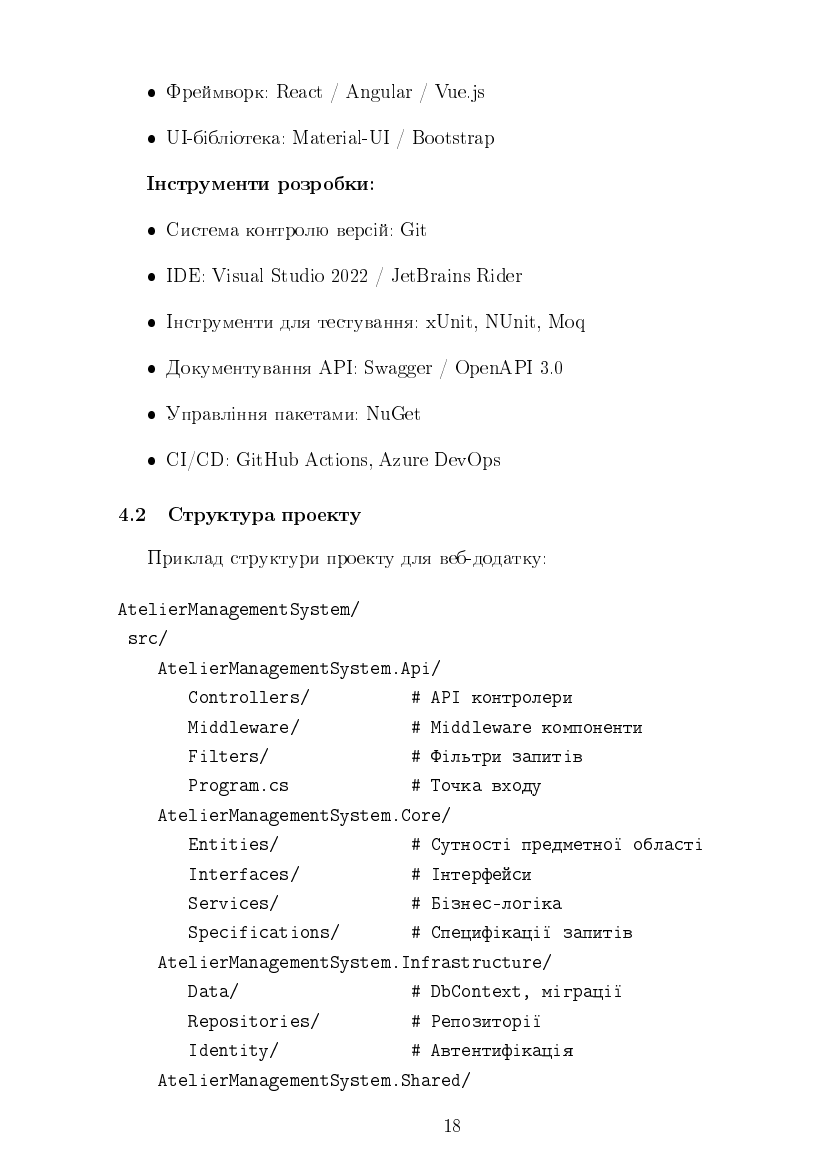 • Фреймворк: React / Angular / Vue.js
• UI-бібліотека: Material-UI / Bootstrap
Інструменти розробки:
• Система контролю версій: Git
• IDE: Visual Studio 2022 / JetBrains Rider
• Інструменти для тестування: xUnit, NUnit, Moq
• Документування API: Swagger / OpenAPI 3.0
• Управління пакетами: NuGet
• CI/CD: GitHub Actions, Azure DevOps
4.2 Структура проекту
Приклад структури проекту для веб-додатку:
AtelierManagementSystem/
src/
AtelierManagementSystem.Api/
Controllers/ # API контролери
Middleware/ # Middleware компоненти
Filters/ # Фільтри запитів
Program.cs # Точка входу
AtelierManagementSystem.Core/
Entities/ # Сутності предметної області
Interfaces/ # Інтерфейси
Services/ # Бізнес-логіка
Specifications/ # Специфікації запитів
AtelierManagementSystem.Infrastructure/
Data/ # DbContext, міграції
Repositories/ # Репозиторії
Identity/ # Автентифікація
AtelierManagementSystem.Shared/
18